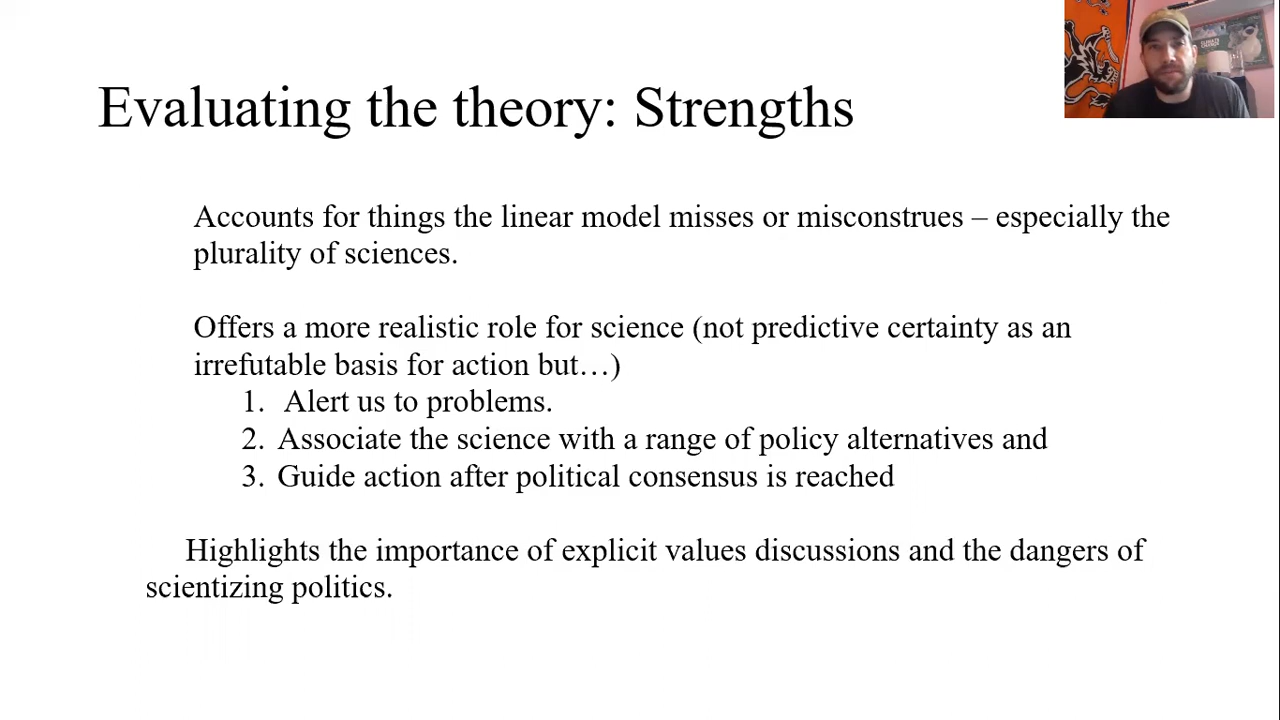 Evaluating the theory: Strengths
Accounts for things the linear model misses or misconstrues – especially the
plurality of sciences.
Offers a more realistic role for science (not predictive certainty as an
irrefutable basis for action but…)
1. Alert us to problems.
2. Associate the science with a range of policy alternatives and
3. Guide action after political consensus is reached
Highlights the importance of explicit values discussions and the dangers of
scientizing politics.